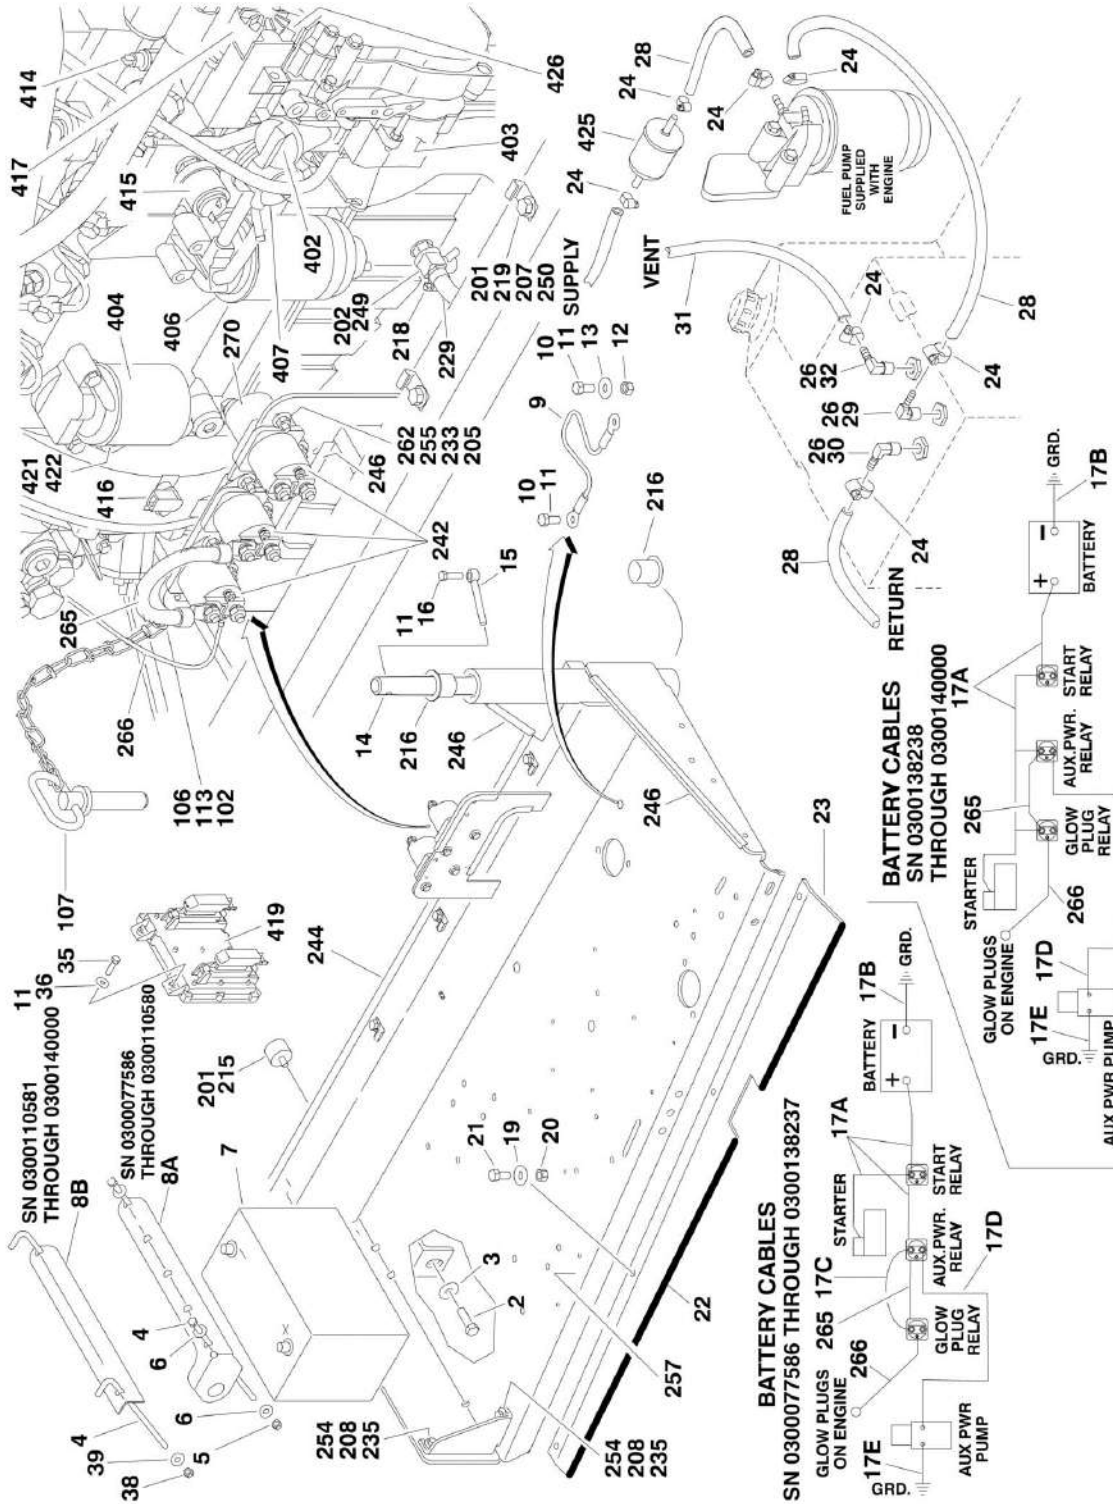 38
39
4
5
6
6
4
8B
SN 0300110581
THROUGH 0300140000
SN 0300077586
THROUGH 0300110580
8A
7
11
36
35
419
107
106
113
102
266
265
416
421
422
404
406
415
417
414
426
403
402
407
270
246
262
255
233
205
242
202
249
218
229
201
219
207
250
201
215
244
254
208
235
254
208
235
3
2
257
21
19
20
22
23
14
216
246
246
11
16
15
216
10
11
9
10
11
13
12
SUPPLY
24
425
24
28
24
24
FUEL PUMP
SUPPLIED
WITH
ENGINE
VENT
31
24
28
26
32
24
26
29
26
30
24
28
RETURN
BATTERY CABLES
SN 0300077586 THROUGH 0300138237
GLOW PLUGS
ON ENGINE
265
17C
STARTER
17A
BATTERY
17B
GRD.
+
−
266
17E
GRD.
AUX PWR
PUMP
GLOW
PLUG
RELAY
AUX.PWR.
RELAY
START
RELAY
17D
BATTERY CABLES
SN 0300138238
THROUGH 0300140000
17A
STARTER
265
GLOW PLUGS
ON ENGINE
266
17E
17D
GRD.
AUX PWR PUMP
GLOW
PLUG
RELAY
AUX.PWR.
RELAY
START
RELAY
+
−
BATTERY
GRD.
17B